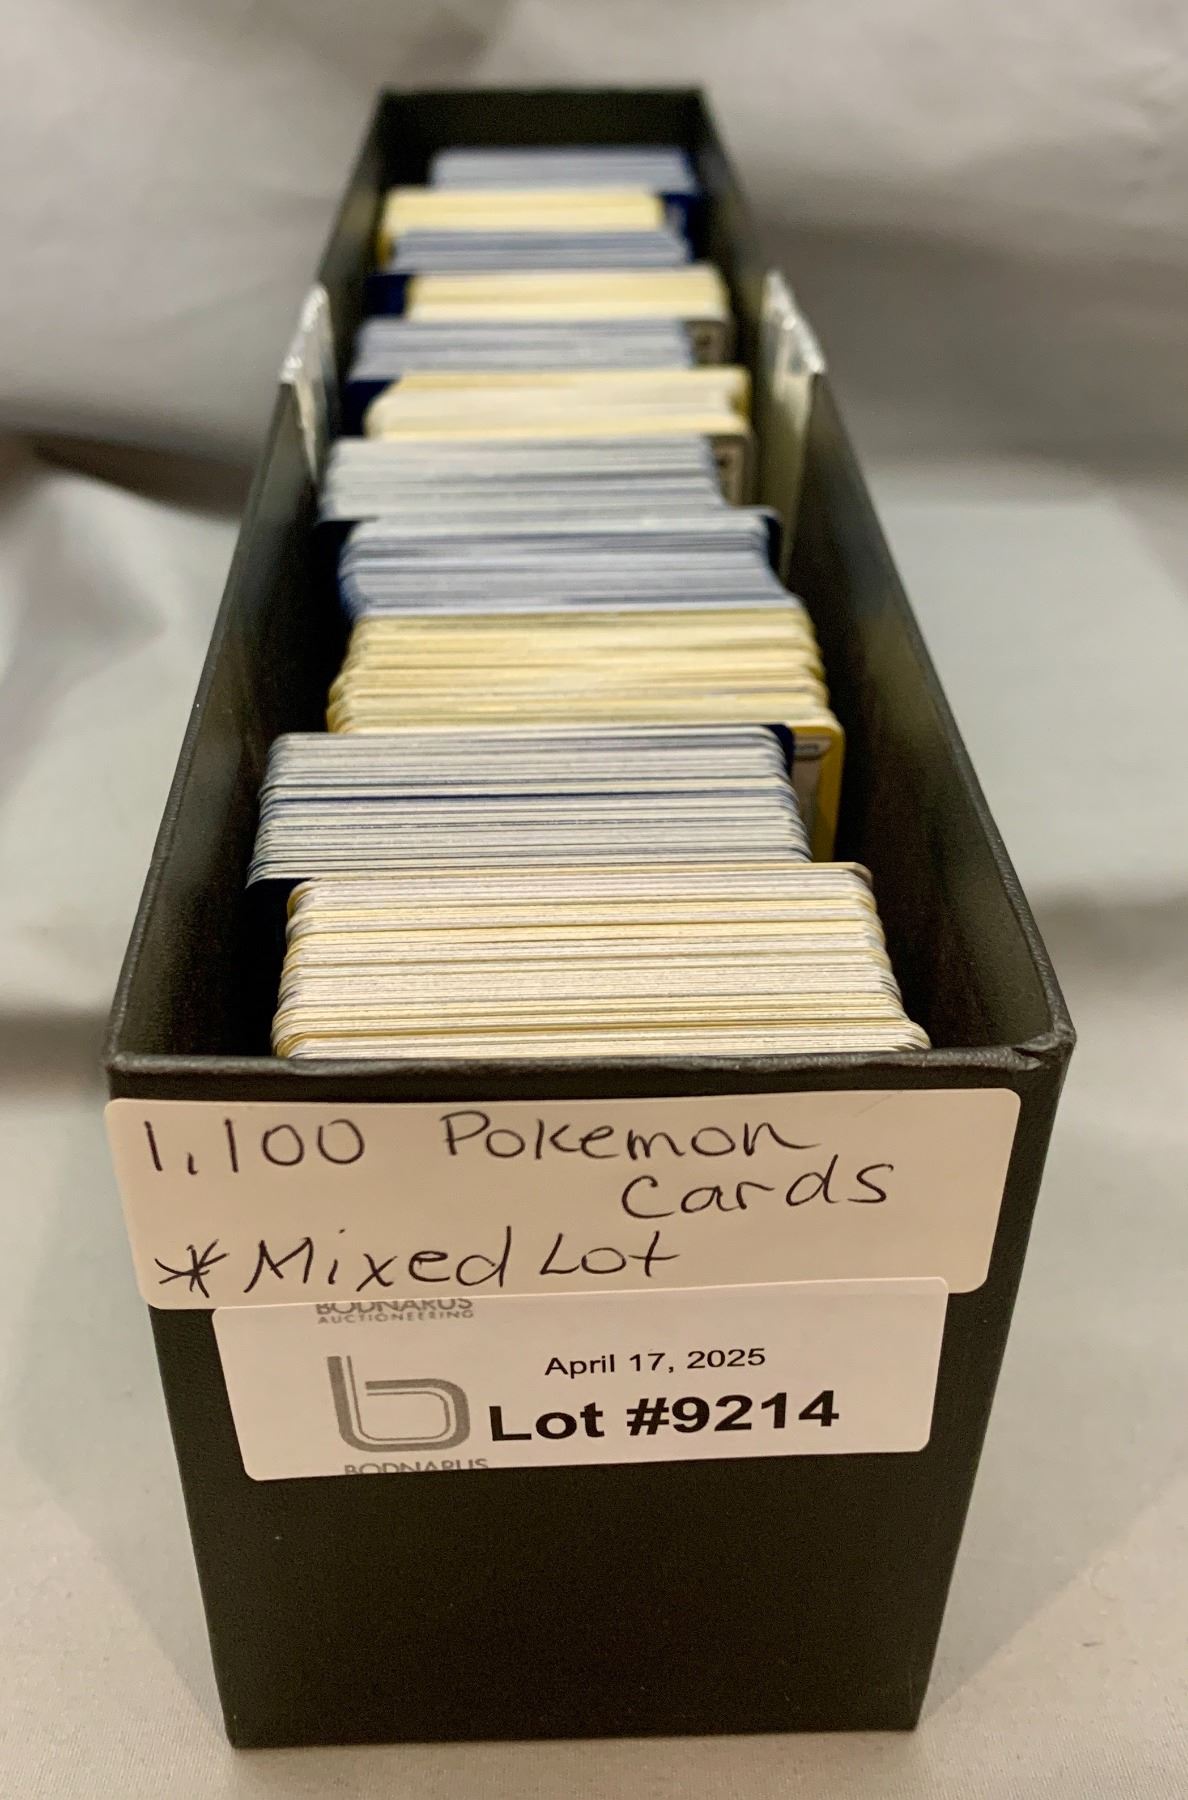 1,100 Pokemon
Cards
*Mixed Lot
BODNARUS
AUCTIONEERING
April 17, 2025
Lot #9214
BODNARUS